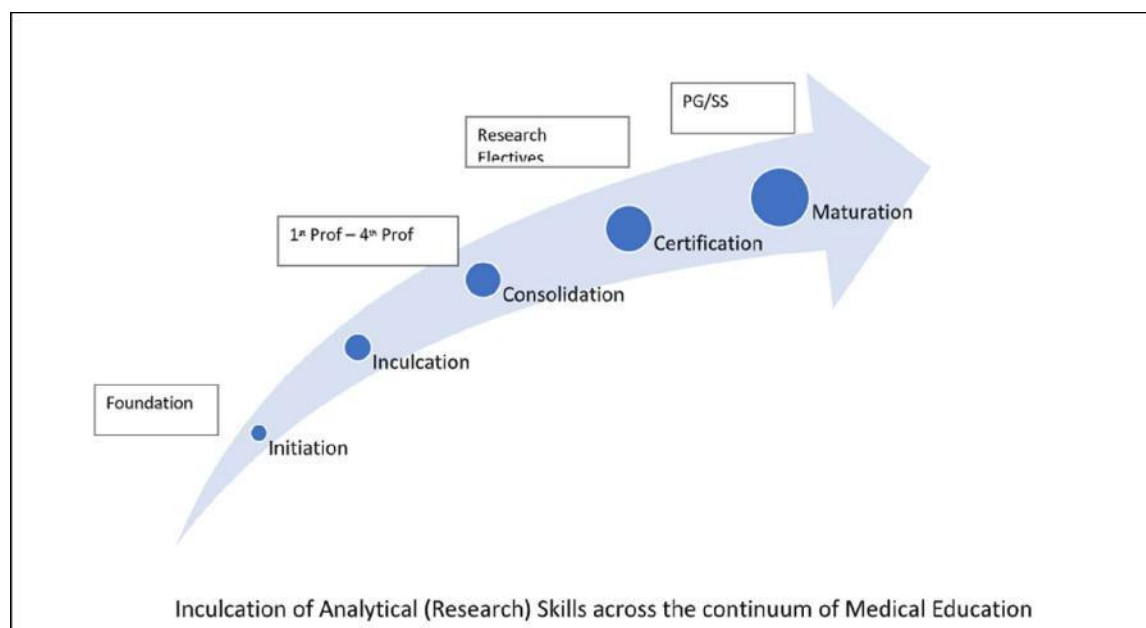 PG/SS
Research
Electives
Maturation
1st Prof – 4th Prof
Certification
Consolidation
Inculcation
Foundation
Initiation
Inculcation of Analytical (Research) Skills across the continuum of Medical Education